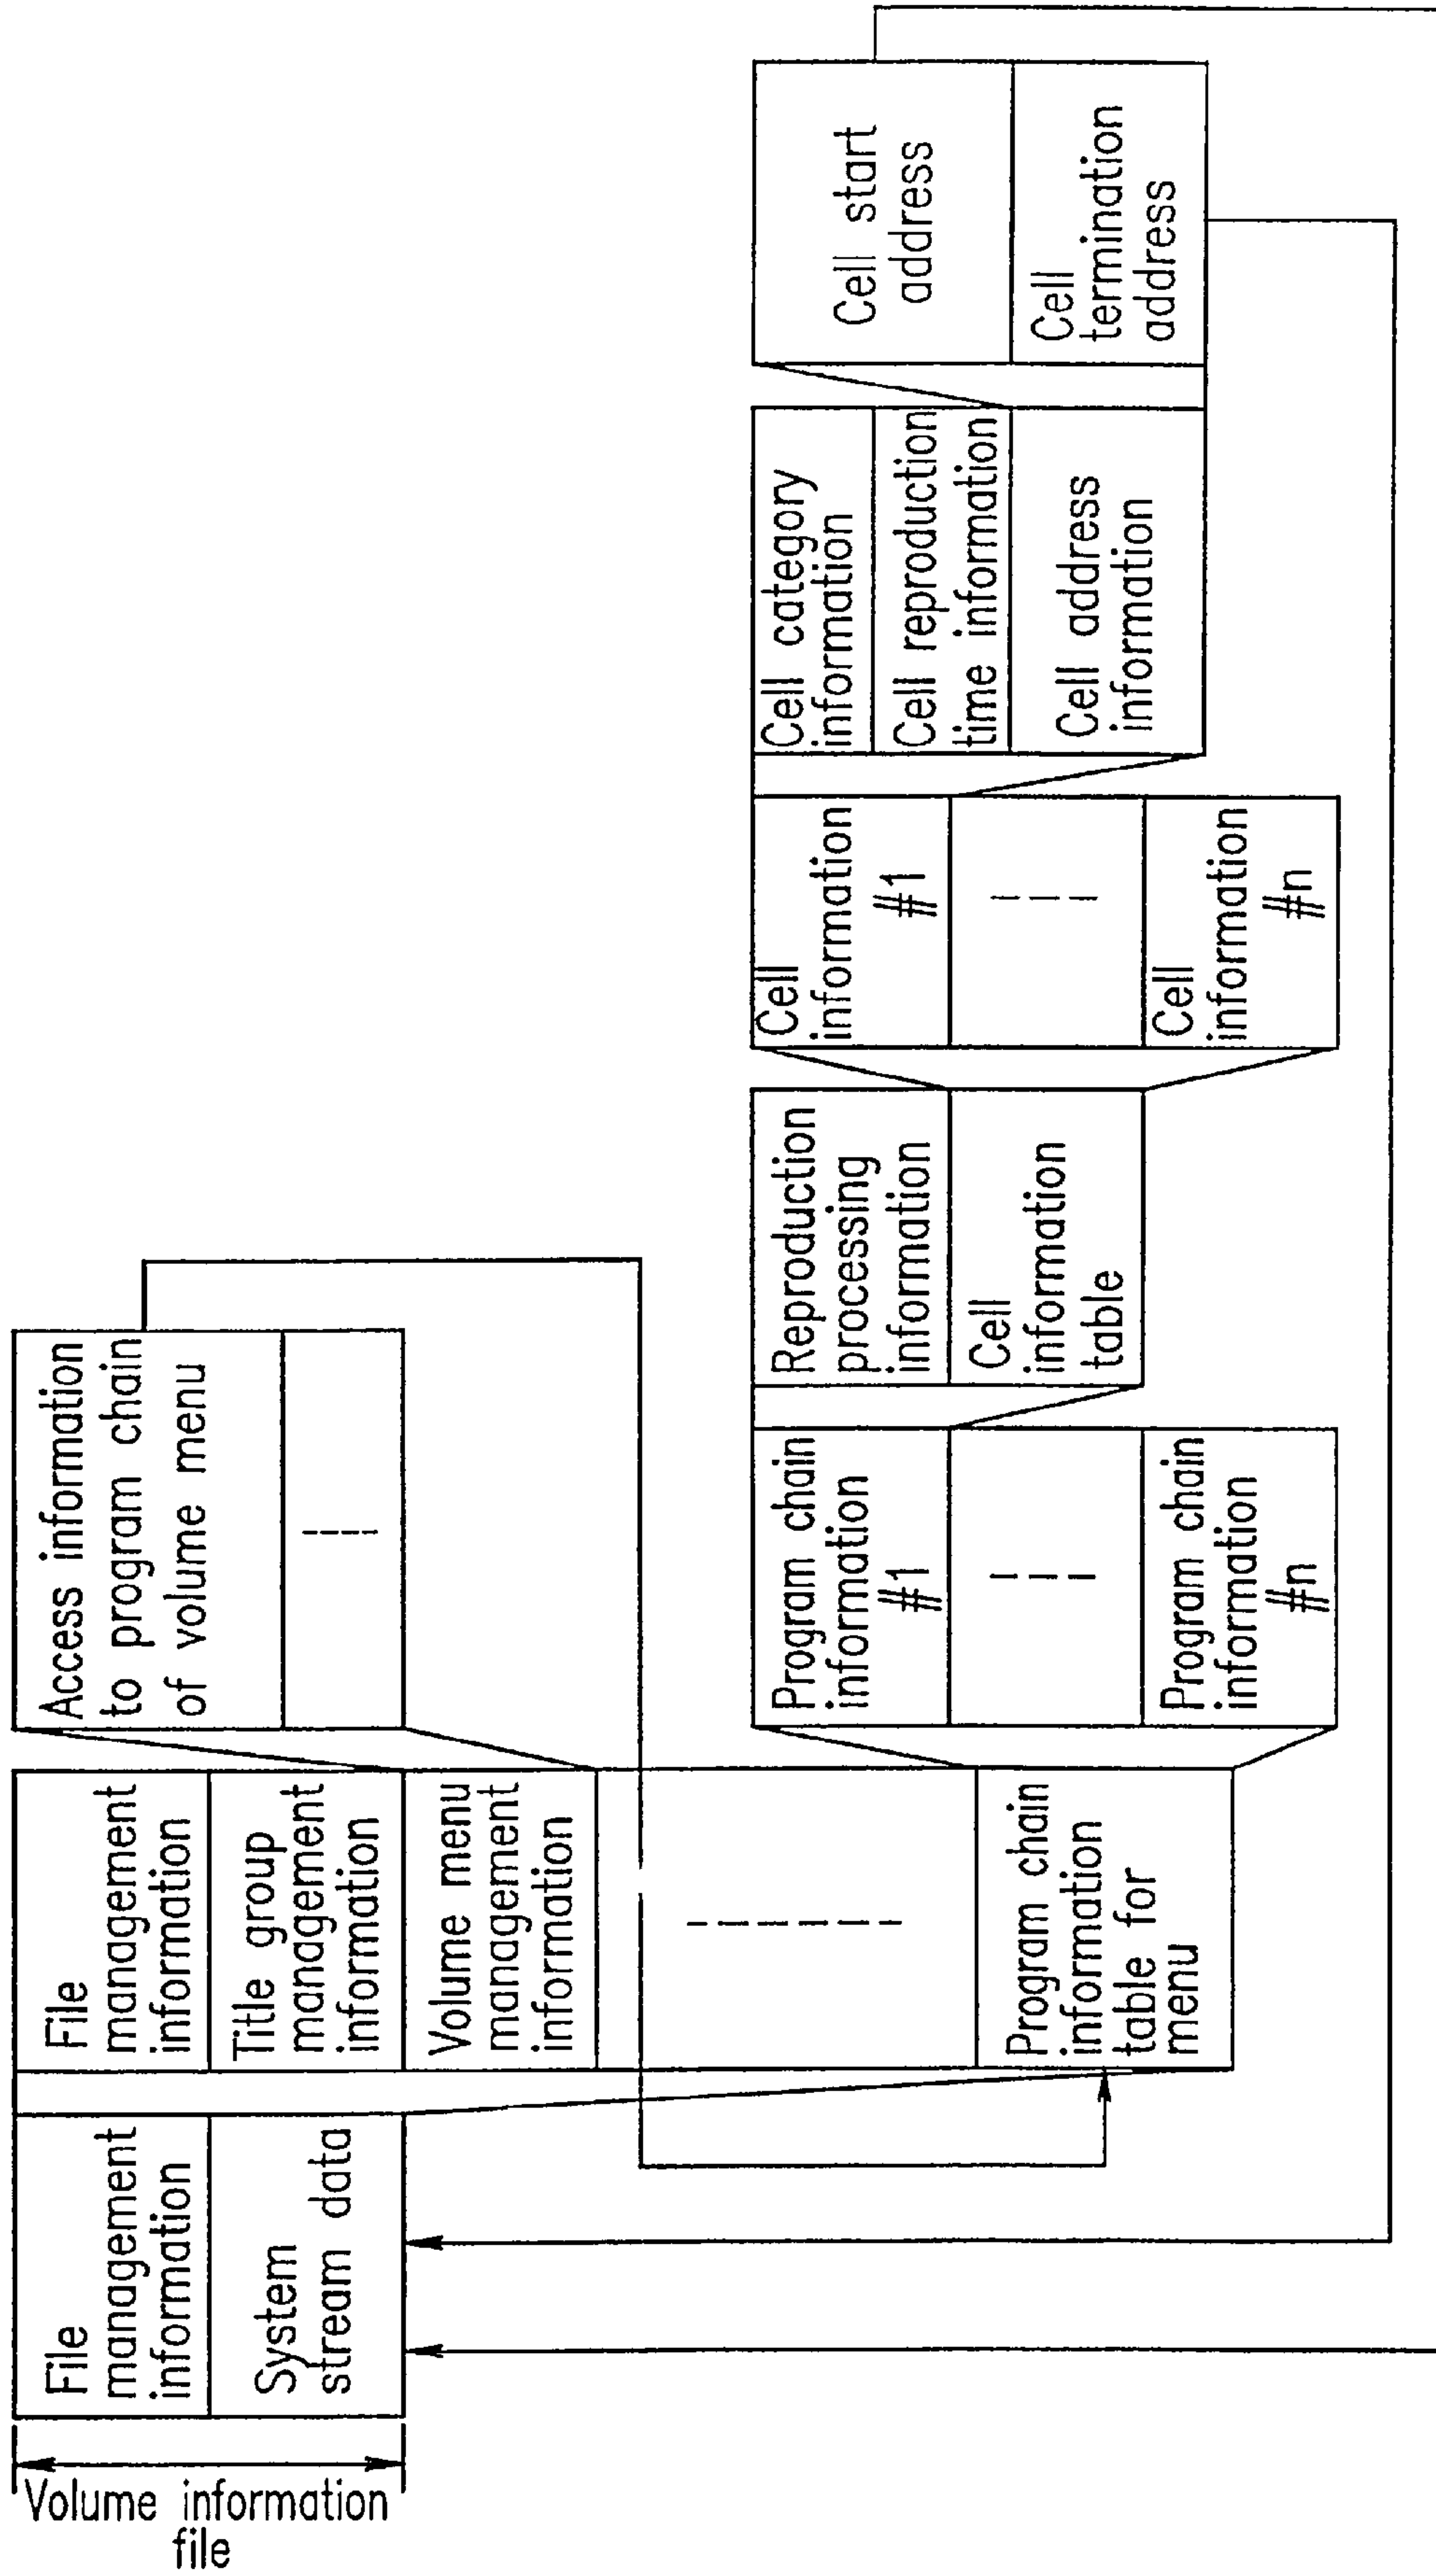 Volume information
file
File
management
information
System
stream data
File
management
information
Title group
management
information
Volume menu
management
information
Program chain
information
table for
menu
Access information
to program chain
of volume menu
Program chain
information
#1
Program chain
information
#n
Reproduction
processing
information
Cell
information
table
Cell
information
#1
Cell
information
#n
Cell category
information
Cell reproduction
time information
Cell address
information
Cell start
address
Cell
termination
address